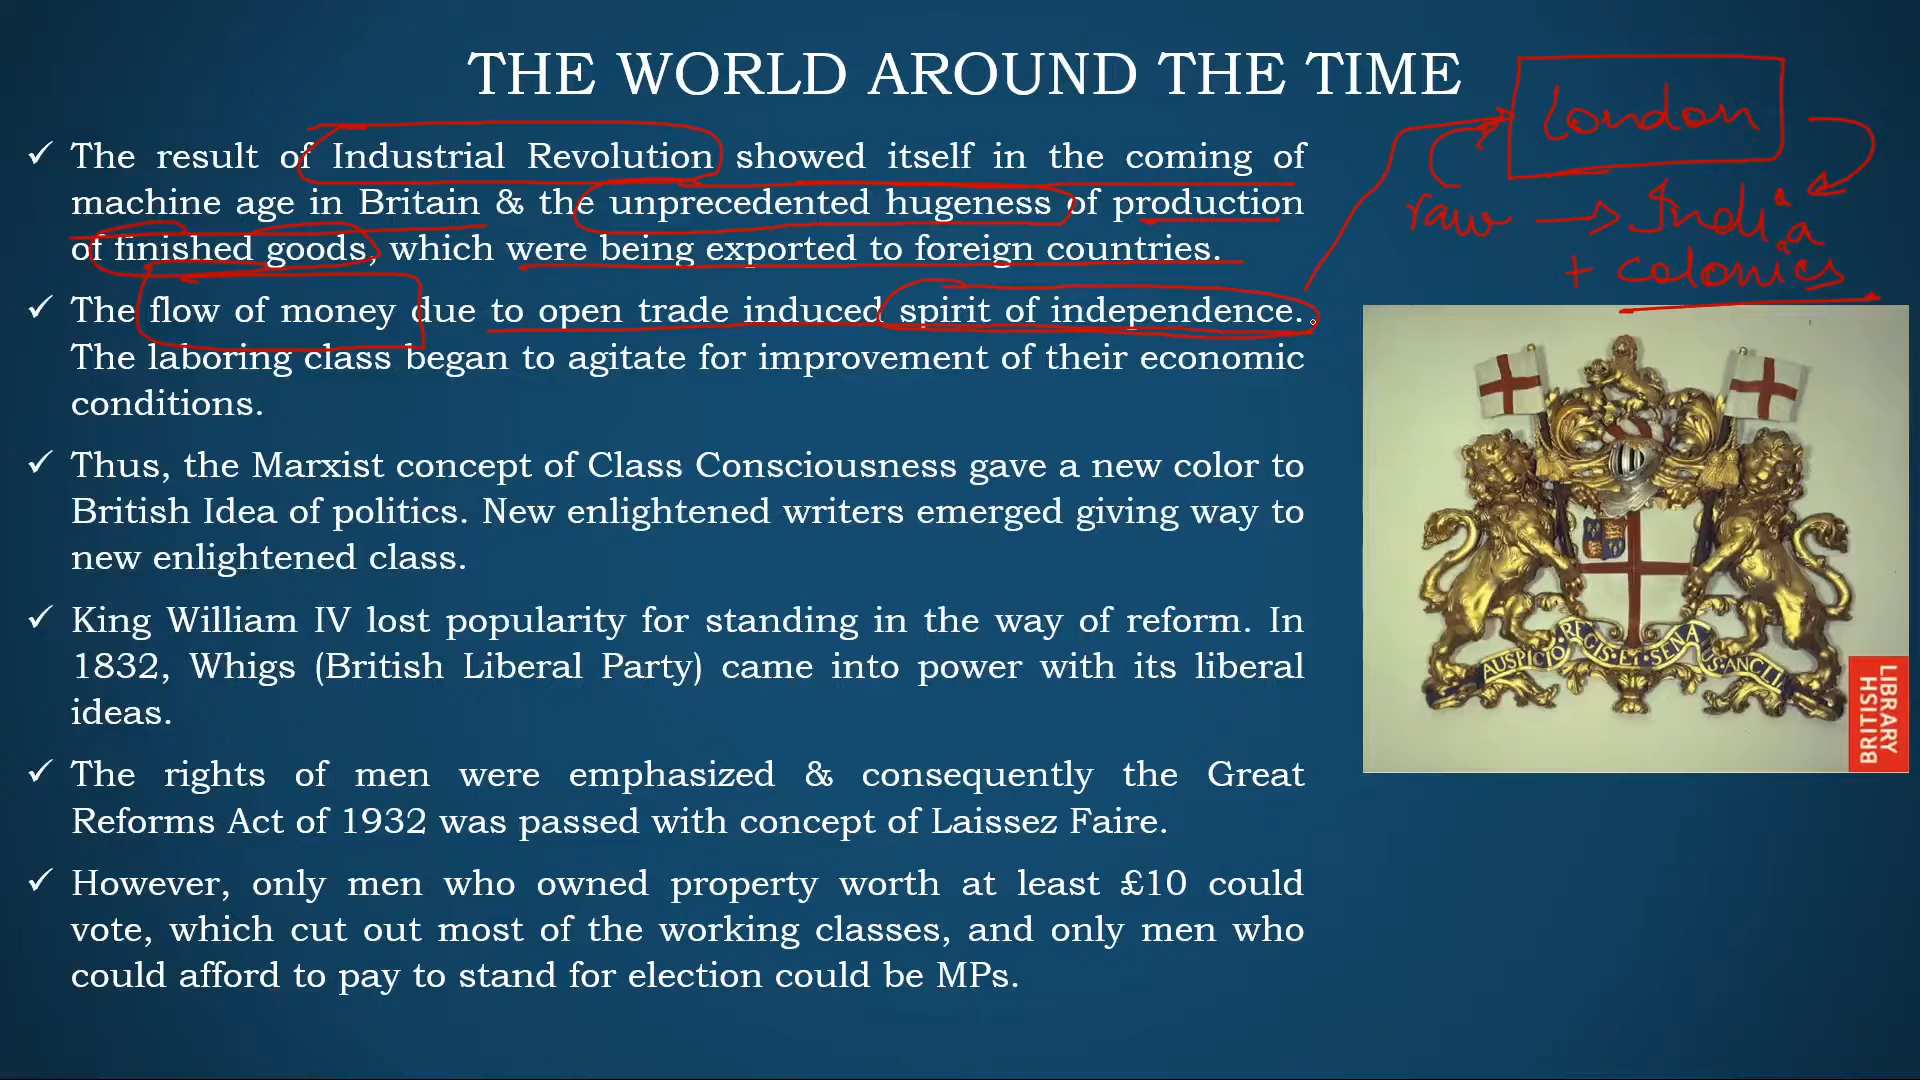 THE WORLD AROUND THE TIME
London
✓ The result of Industrial Revolution showed itself in the coming of
machine age in Britain & the unprecedented hugeness of production
of finished goods, which were being exported to foreign countries.
raw → India
+ colonies
✓ The flow of money due to open trade induced spirit of independence.
The laboring class began to agitate for improvement of their economic
conditions.
✓ Thus, the Marxist concept of Class Consciousness gave a new color to
British Idea of politics. New enlightened writers emerged giving way to
new enlightened class.
✓ King William IV lost popularity for standing in the way of reform. In
1832, Whigs (British Liberal Party) came into power with its liberal
ideas.
AUSPICIO REGIS·ET·SENA US·ANGLI
BRITISH
LIBRARY
✓ The rights of men were emphasized & consequently the Great
Reforms Act of 1932 was passed with concept of Laissez Faire.
✓ However, only men who owned property worth at least £10 could
vote, which cut out most of the working classes, and only men who
could afford to pay to stand for election could be MPs.